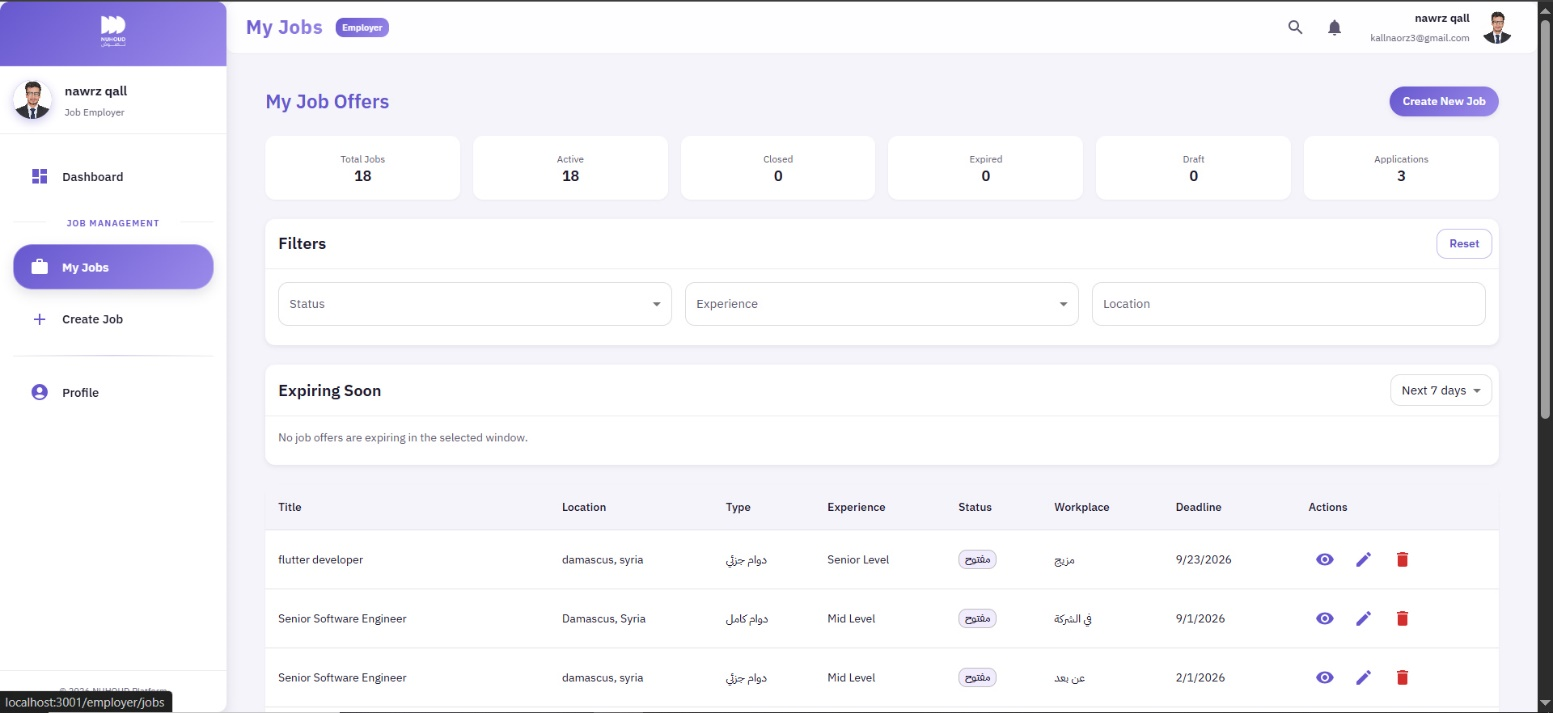 NUHOUD
My Jobs
Employer
nawrz qall
kallnaorz3@gmail.com
nawrz qall
Job Employer
Dashboard
JOB MANAGEMENT
My Jobs
Create Job
Profile
localhost:3001/employer/jobs
My Job Offers
Create New Job
Total Jobs
18
Active
18
Closed
0
Expired
0
Draft
0
Applications
3
Filters
Reset
Status
Experience
Location
Expiring Soon
Next 7 days
No job offers are expiring in the selected window.
Title Location Type Experience Status Workplace Deadline Actions
flutter developer damascus, syria دوام جزئي Senior Level مفتوح مزيج 9/23/2026
Senior Software Engineer Damascus, Syria دوام كامل Mid Level مفتوح في الشركة 9/1/2026
Senior Software Engineer damascus, syria دوام جزئي Mid Level مفتوح عن بعد 2/1/2026